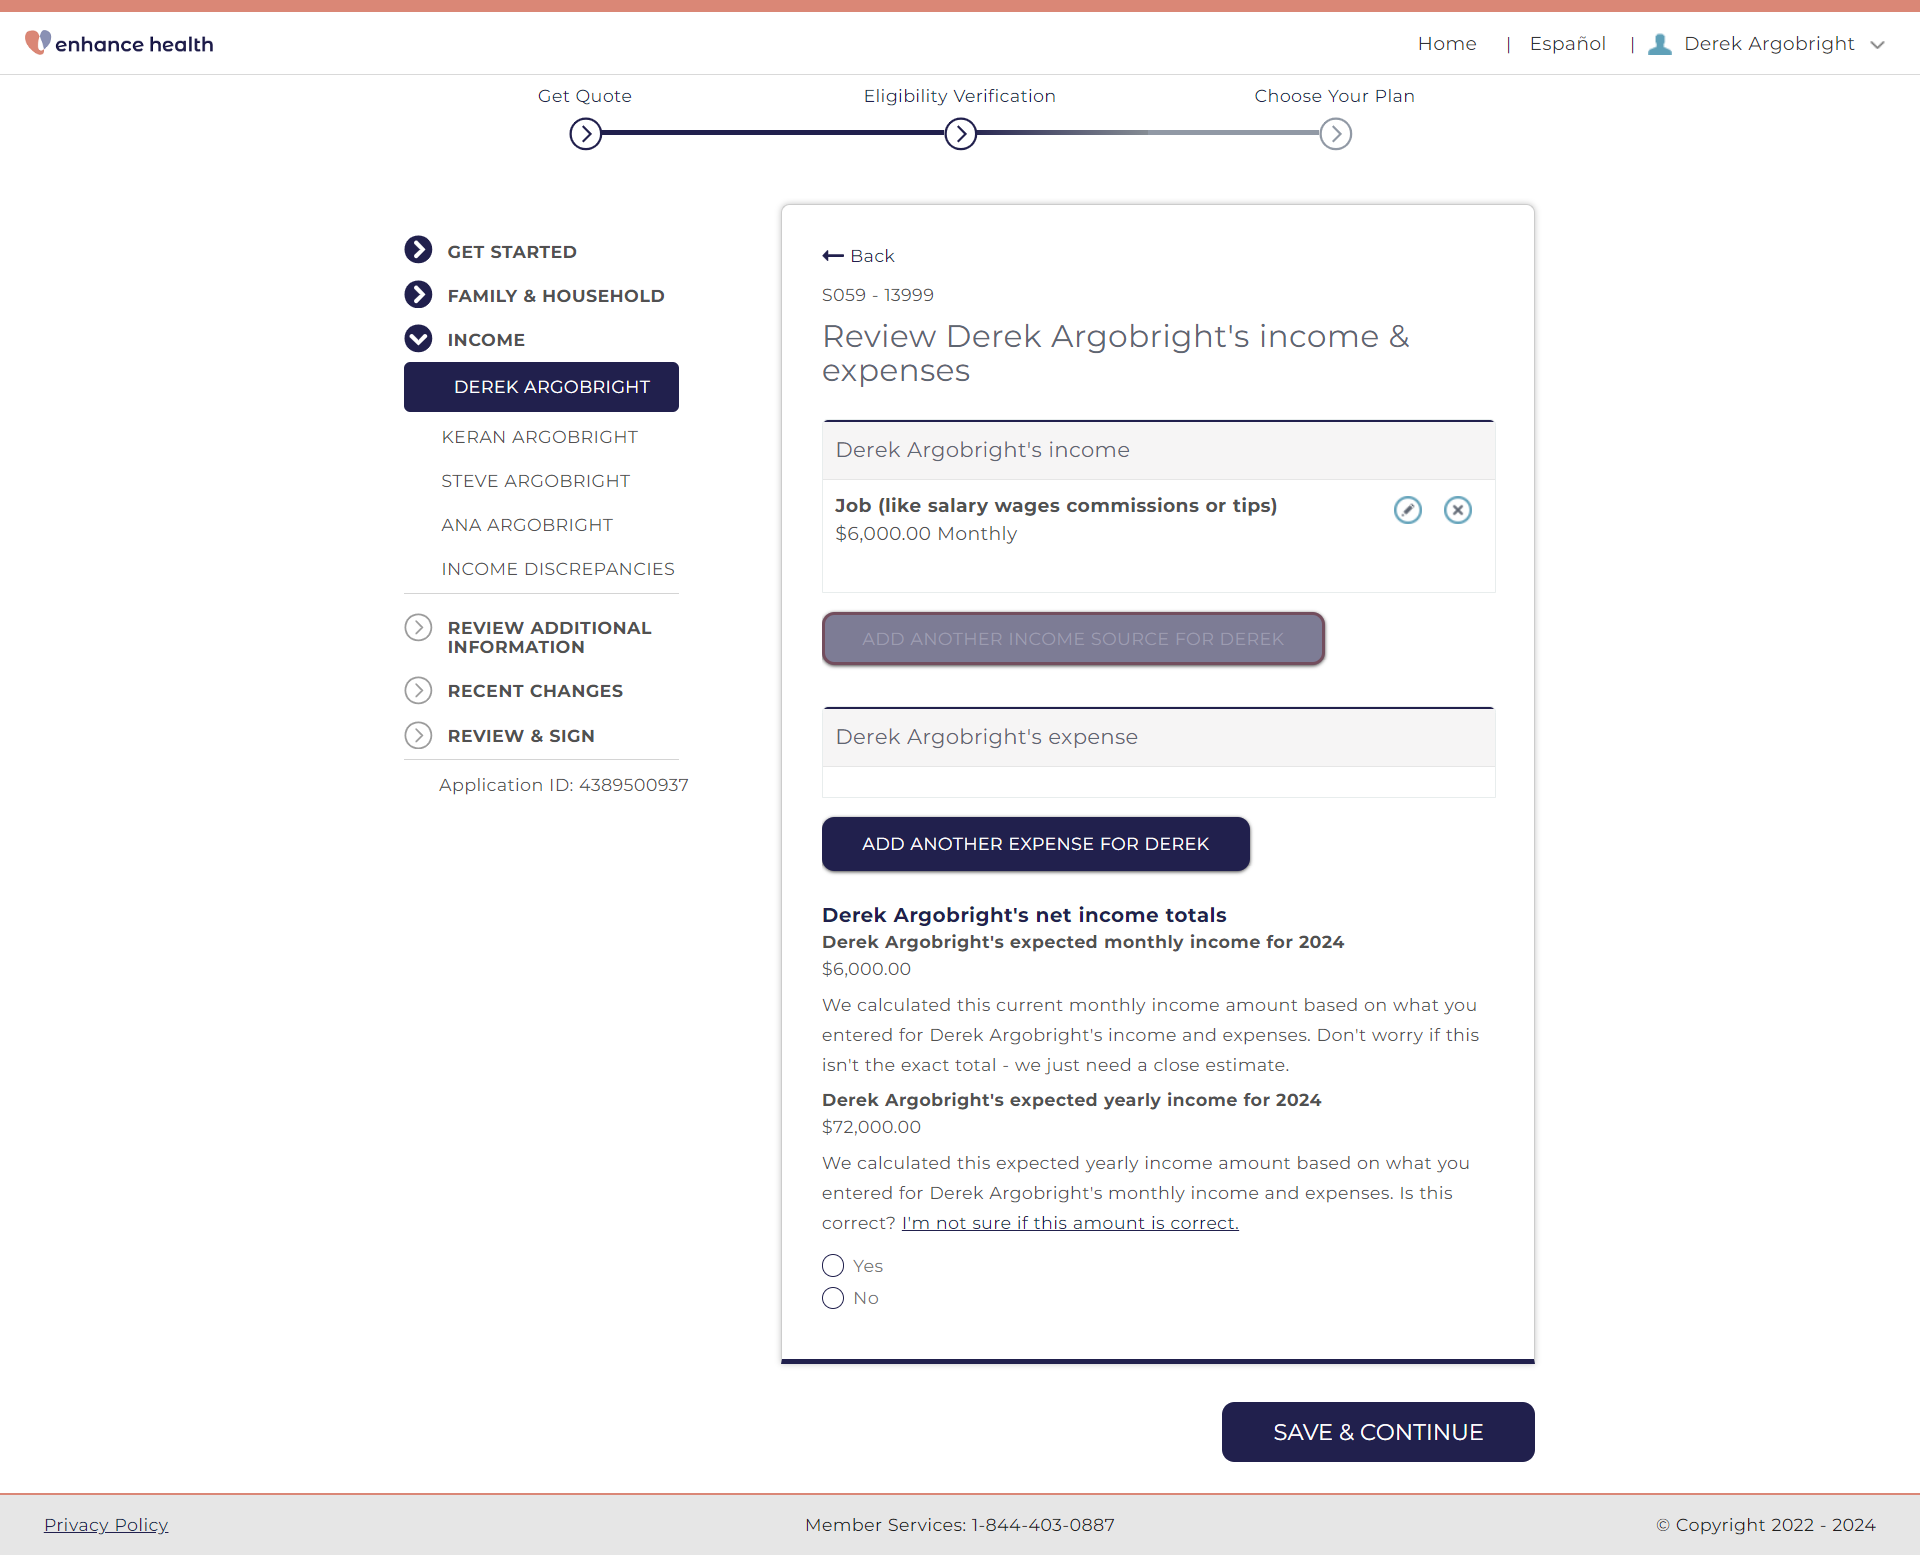 enhance health
Home | Español | Derek Argobright
Get Quote
Eligibility Verification
Choose Your Plan
GET STARTED
FAMILY & HOUSEHOLD
INCOME
DEREK ARGOBRIGHT
KERAN ARGOBRIGHT
STEVE ARGOBRIGHT
ANA ARGOBRIGHT
INCOME DISCREPANCIES
REVIEW ADDITIONAL
INFORMATION
RECENT CHANGES
REVIEW & SIGN
Application ID: 4389500937
Back
S059 - 13999
Review Derek Argobright's income &
expenses
Derek Argobright's income
Job (like salary wages commissions or tips)
$6,000.00 Monthly
ADD ANOTHER INCOME SOURCE FOR DEREK
Derek Argobright's expense
ADD ANOTHER EXPENSE FOR DEREK
Derek Argobright's net income totals
Derek Argobright's expected monthly income for 2024
$6,000.00
We calculated this current monthly income amount based on what you
entered for Derek Argobright's income and expenses. Don't worry if this
isn't the exact total - we just need a close estimate.
Derek Argobright's expected yearly income for 2024
$72,000.00
We calculated this expected yearly income amount based on what you
entered for Derek Argobright's monthly income and expenses. Is this
correct? I'm not sure if this amount is correct.
Yes
No
SAVE & CONTINUE
Privacy Policy
Member Services: 1-844-403-0887
© Copyright 2022 - 2024